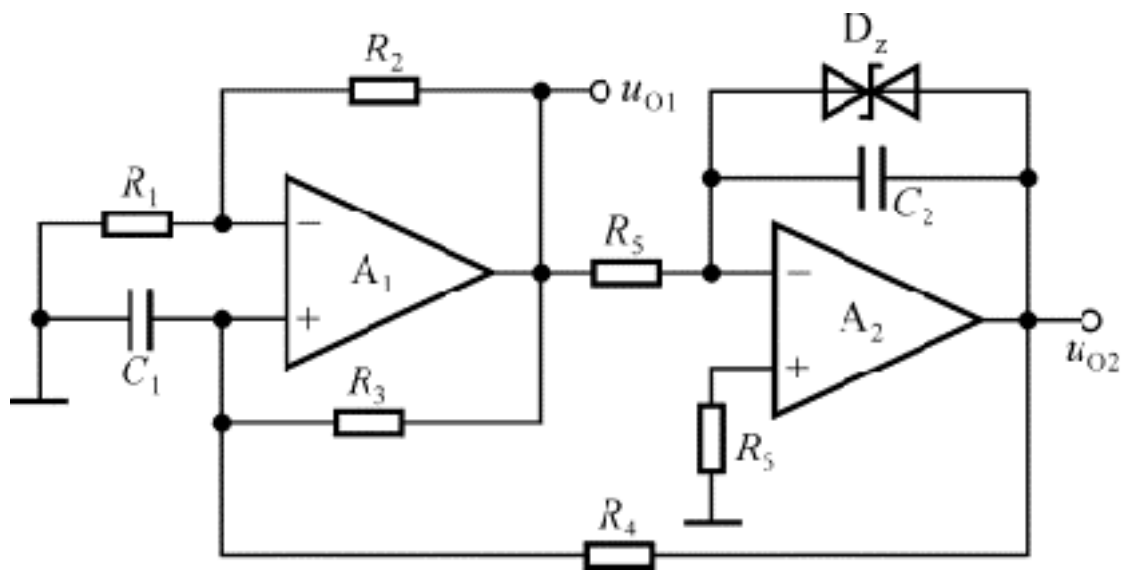 D_z
R_2
u_O1
R_1
−
A_1
+
C_1
R_3
R_5
C_2
−
A_2
+
u_O2
R_5
R_4